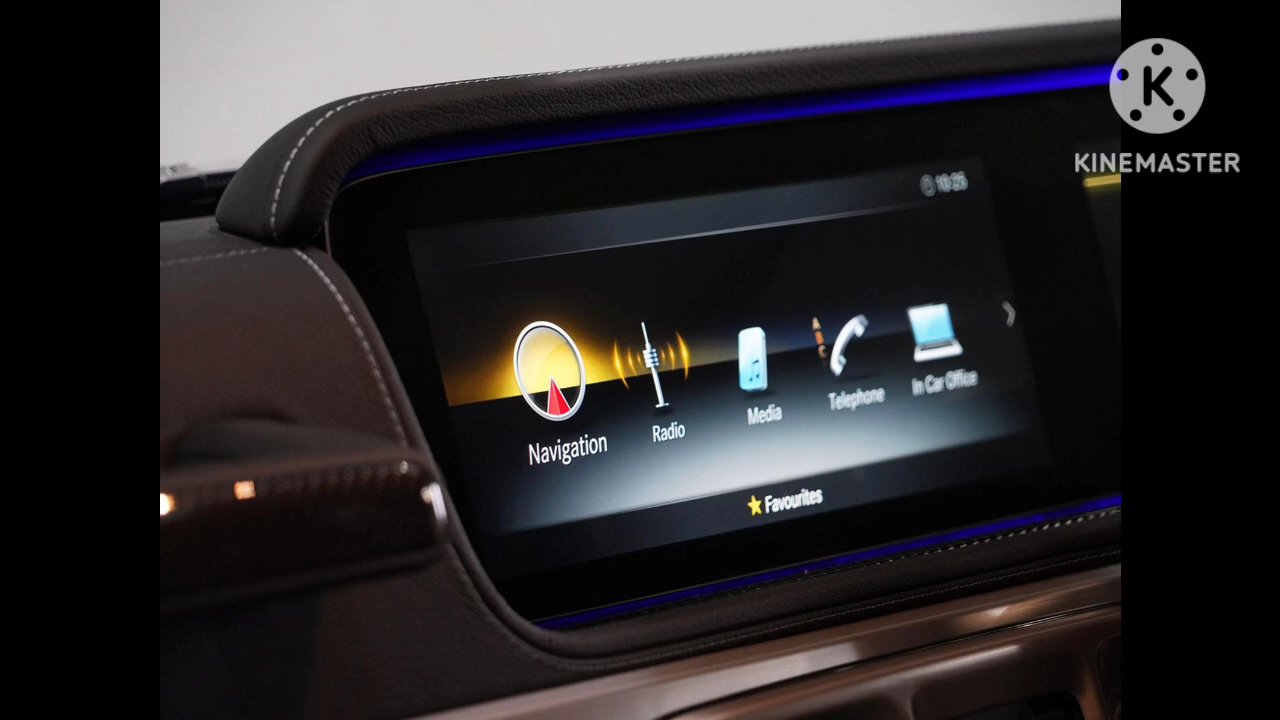 K
KINEMASTER
10:25
Navigation
Radio
Media
A
B
C
Telephone
In Car Office
Favourites